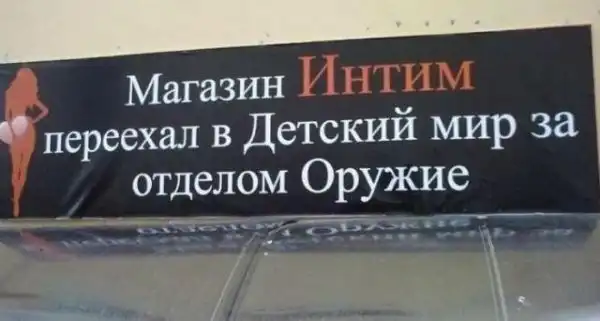 Магазин Интим
переехал в Детский мир за
отделом Оружие